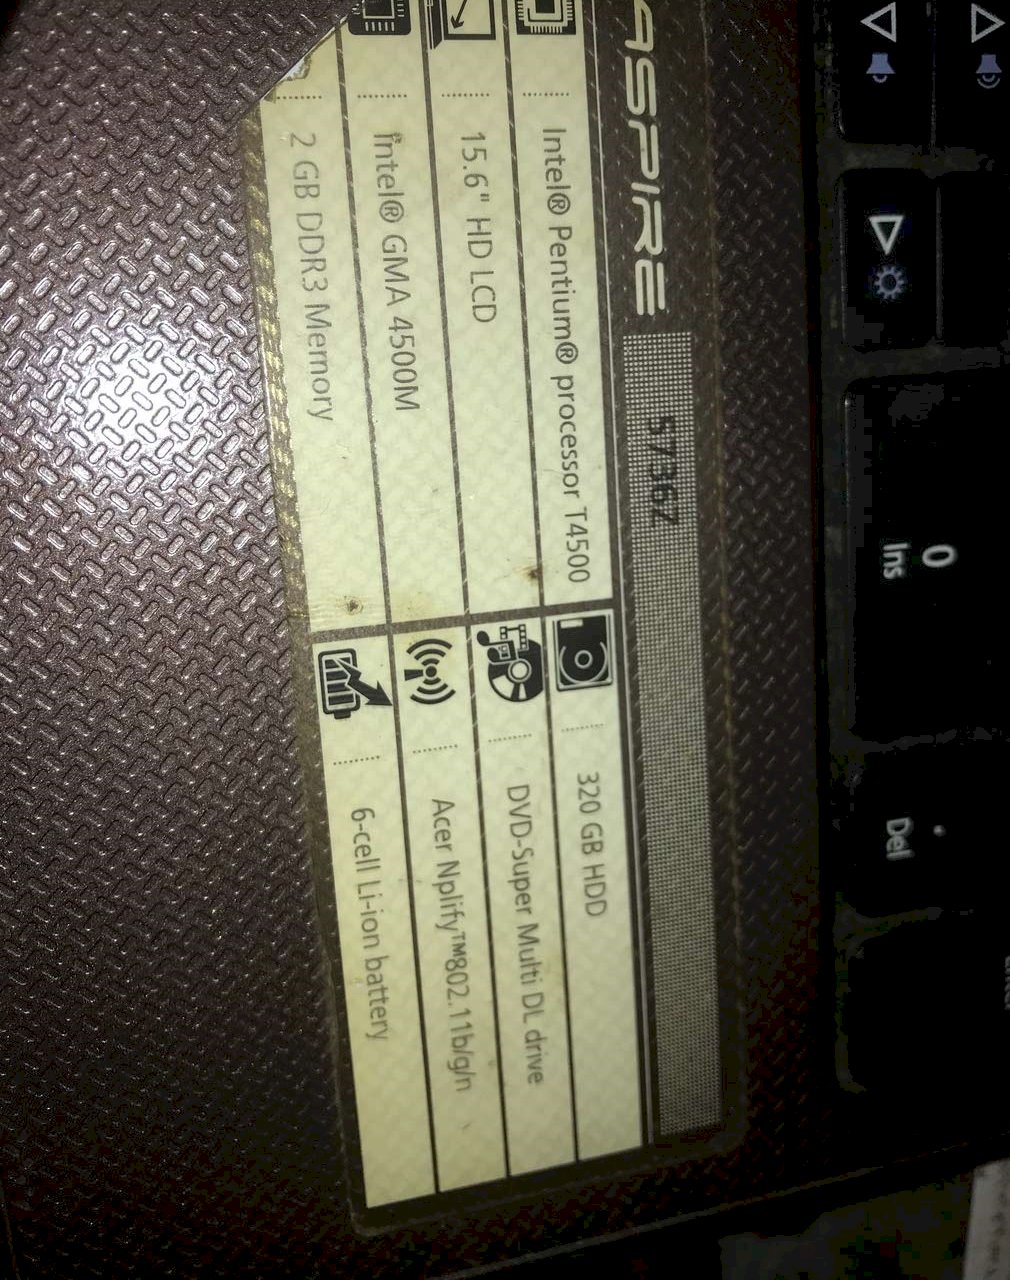 ASPIRE 5736Z
Intel® Pentium® processor T4500
320 GB HDD
15.6" HD LCD
DVD-Super Multi DL drive
Intel® GMA 4500M
Acer Nplify™802.11b/g/n
2 GB DDR3 Memory
6-cell Li-ion battery
0
Ins
.
Del